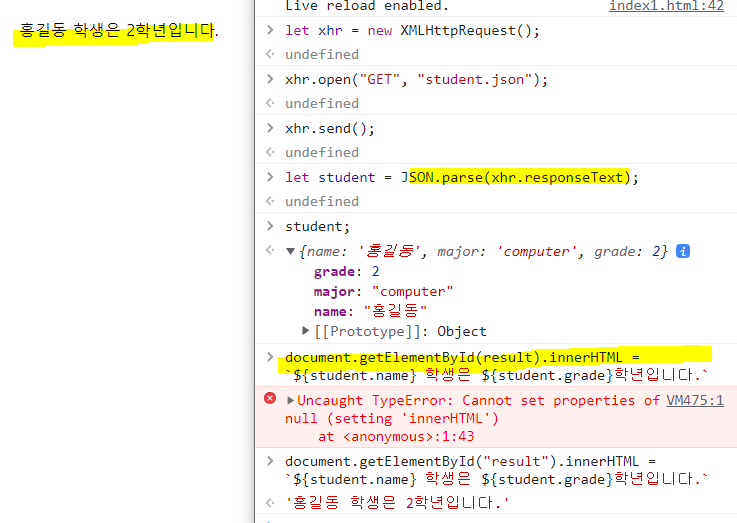 홍길동 학생은 2학년입니다.
Live reload enabled. index1.html:42
> let xhr = new XMLHttpRequest();
undefined
> xhr.open("GET", "student.json");
undefined
> xhr.send();
undefined
> let student = JSON.parse(xhr.responseText);
undefined
> student;
{name: '홍길동', major: 'computer', grade: 2} i
grade: 2
major: "computer"
name: "홍길동"
[[Prototype]]: Object
> document.getElementById(result).innerHTML =
`${student.name} 학생은 ${student.grade}학년입니다.`
Uncaught TypeError: Cannot set properties of VM475:1
null (setting 'innerHTML')
at <anonymous>:1:43
> document.getElementById("result").innerHTML =
`${student.name} 학생은 ${student.grade}학년입니다.`
'홍길동 학생은 2학년입니다.'